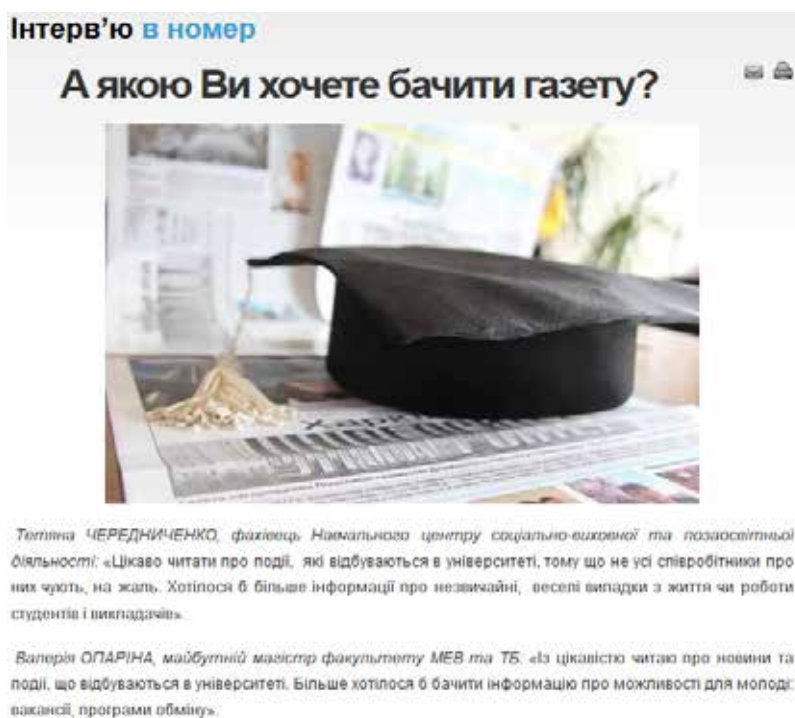 Інтерв’ю в номер
А якою Ви хочете бачити газету?
Тетяна ЧЕРЕДНИЧЕНКО, фахівець Навчального центру соціально-виховної та позаосвітньої
діяльності: «Цікаво читати про події, які відбуваються в університеті, тому що не усі співробітники про
них чують, на жаль. Хотілося б більше інформації про незвичайні, веселі випадки з життя чи роботи
студентів і викладачів».
Валерія ОПАРІНА, майбутній магістр факультету МЕВ та ТБ: «Із цікавістю читаю про новини та
події, що відбуваються в університеті. Більше хотілося б бачити інформацію про можливості для молоді:
вакансії, програми обміну».